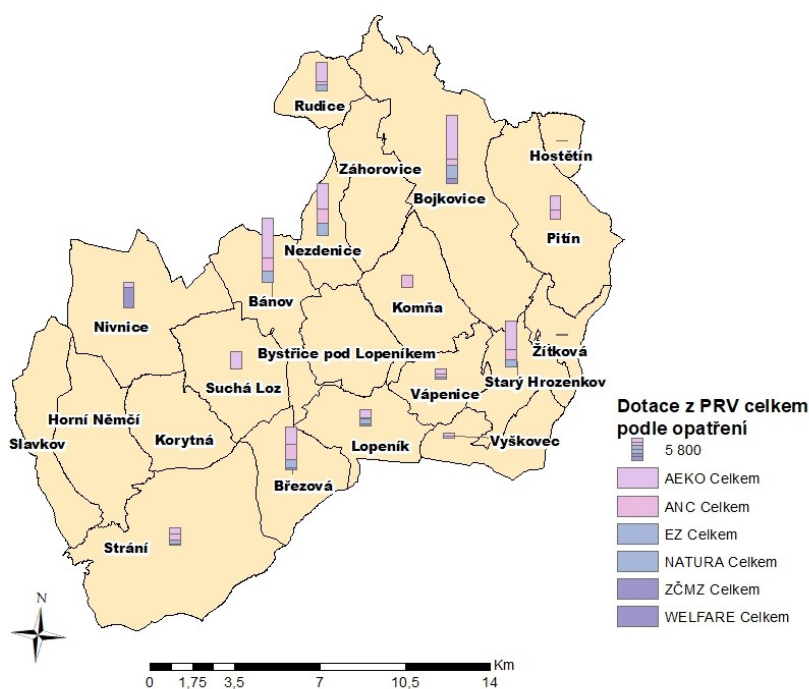 Rudice
Hostětín
Záhorovice
Bojkovice
Pitín
Nezdenice
Bánov
Komňa
Nivnice
Bystřice pod Lopeníkem
Žítková
Suchá Loz
Starý Hrozenkov
Vápenice
Horní Němčí
Slavkov
Korytná
Lopeník
Vyškovec
Březová
Strání
Dotace z PRV celkem
podle opatření
5 800
AEKO Celkem
ANC Celkem
EZ Celkem
NATURA Celkem
ZČMZ Celkem
WELFARE Celkem
N
Km
0 1,75 3,5 7 10,5 14